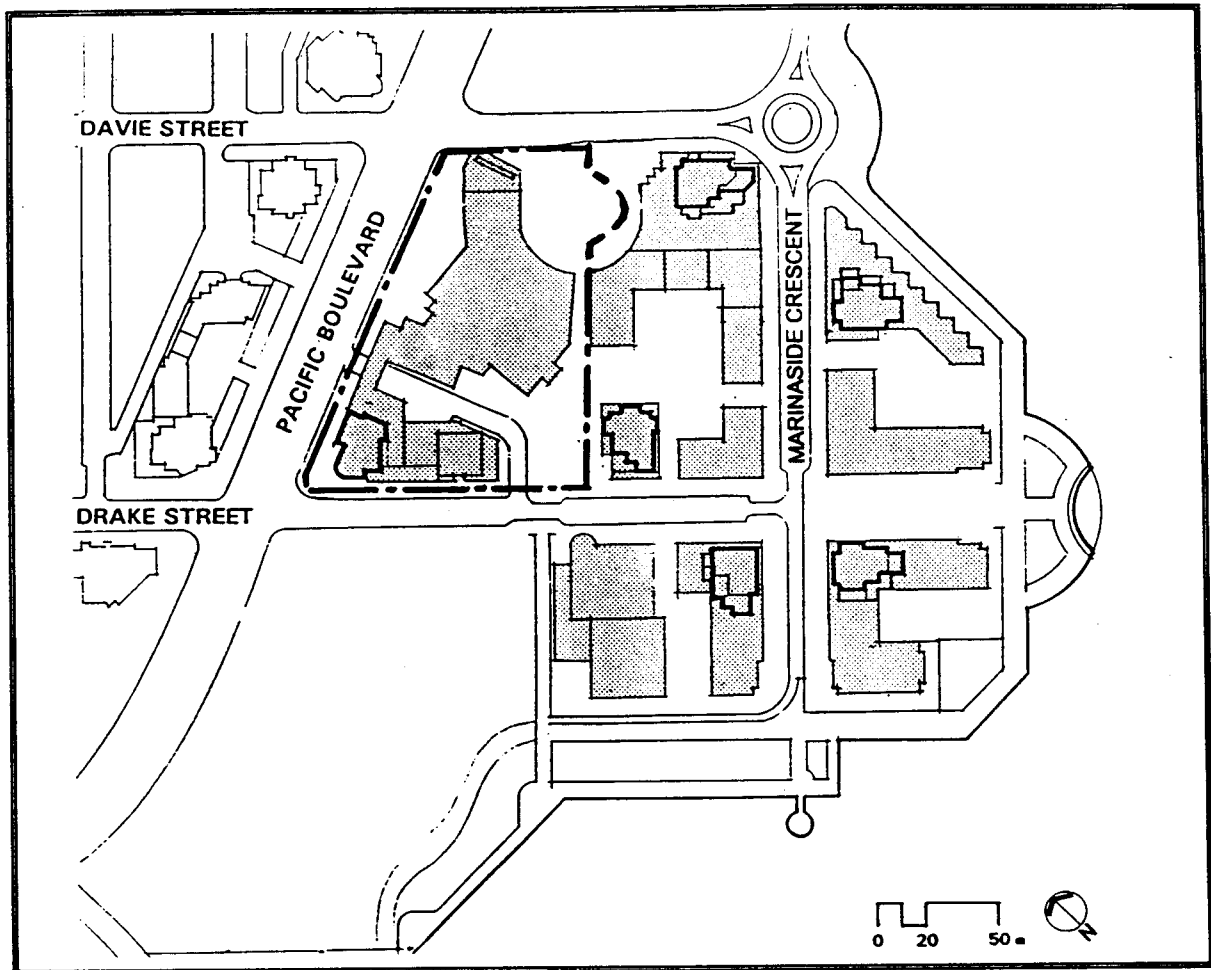 DAVIE STREET
PACIFIC BOULEVARD
MARINASIDE CRESCENT
DRAKE STREET
0 20 50 m
N